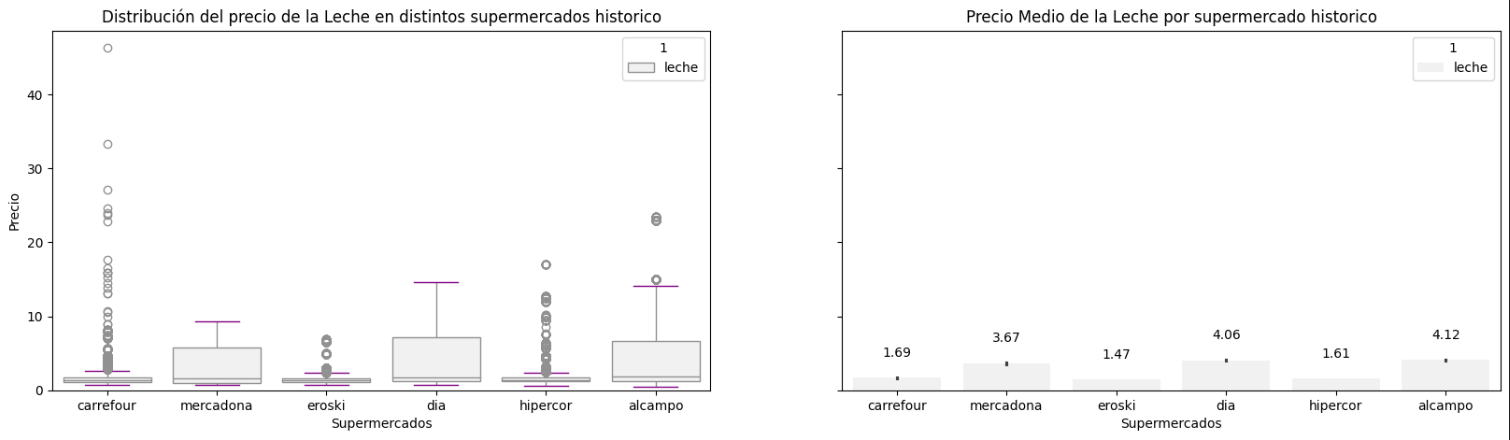 Distribución del precio de la Leche en distintos supermercados historico
1
leche
Precio
40
30
20
10
0
carrefour mercadona eroski dia hipercor alcampo
Supermercados
Precio Medio de la Leche por supermercado historico
1
leche
1.69 3.67 1.47 4.06 1.61 4.12
carrefour mercadona eroski dia hipercor alcampo
Supermercados